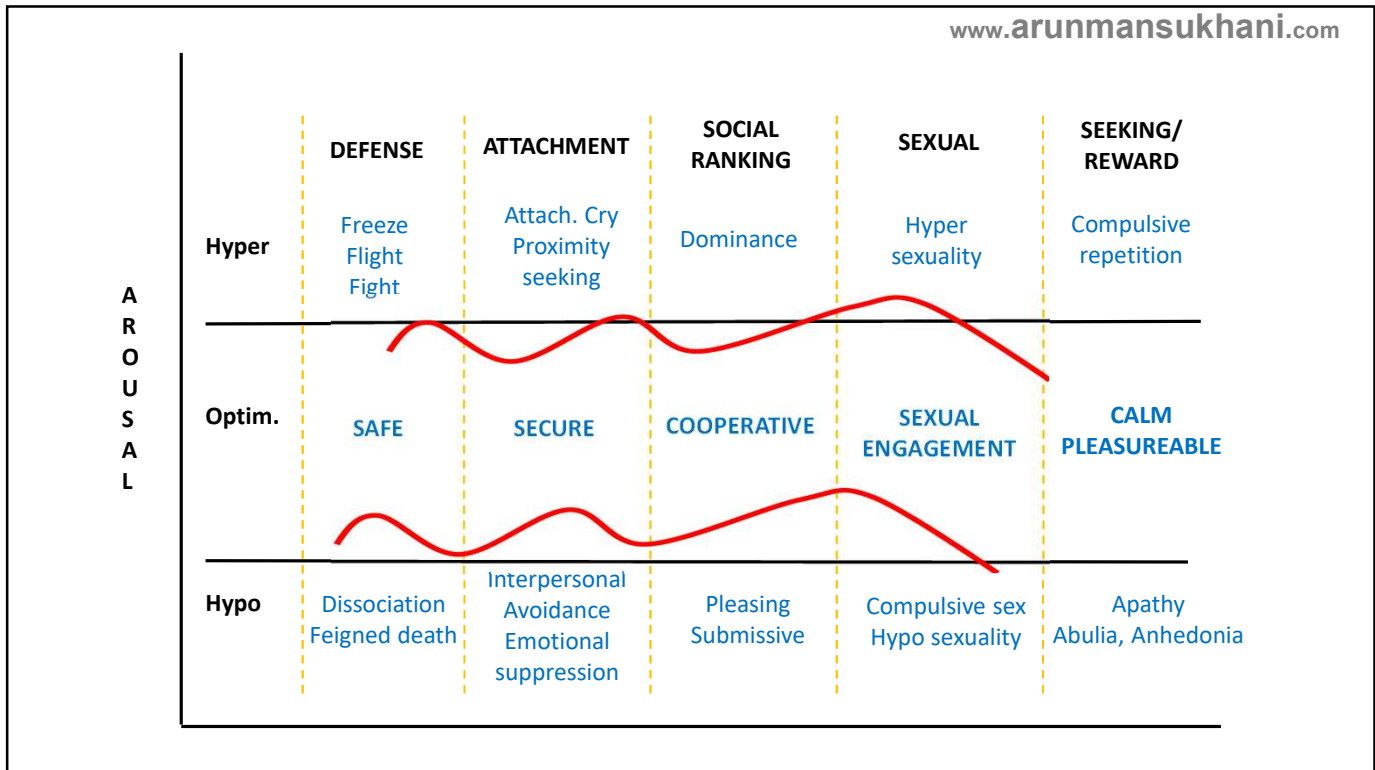 www.arunmansukhani.com
DEFENSE
ATTACHMENT
SOCIAL
RANKING
SEXUAL
SEEKING/
REWARD
Hyper
Freeze
Flight
Fight
Attach. Cry
Proximity
seeking
Dominance
Hyper
sexuality
Compulsive
repetition
A
R
O
U
S
A
L
Optim.
SAFE
SECURE
COOPERATIVE
SEXUAL
ENGAGEMENT
CALM
PLEASUREABLE
Hypo
Dissociation
Feigned death
Interpersonal
Avoidance
Emotional
suppression
Pleasing
Submissive
Compulsive sex
Hypo sexuality
Apathy
Abulia, Anhedonia